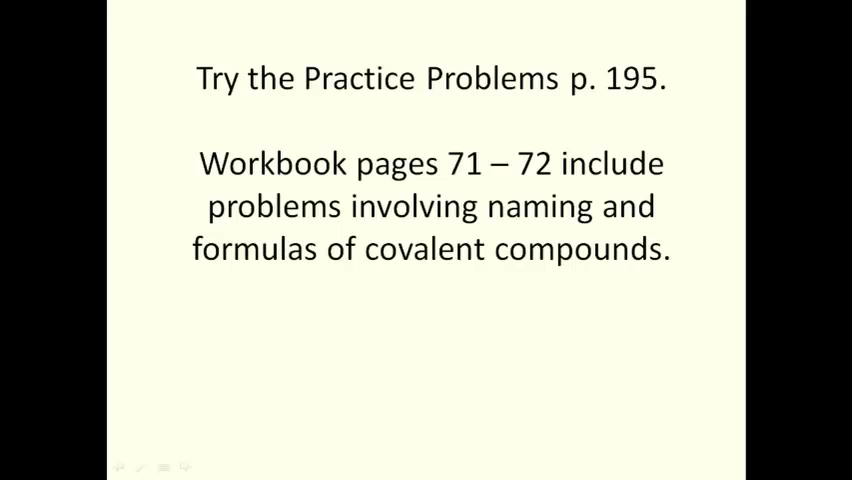 Try the Practice Problems p. 195.
Workbook pages 71 – 72 include
problems involving naming and
formulas of covalent compounds.